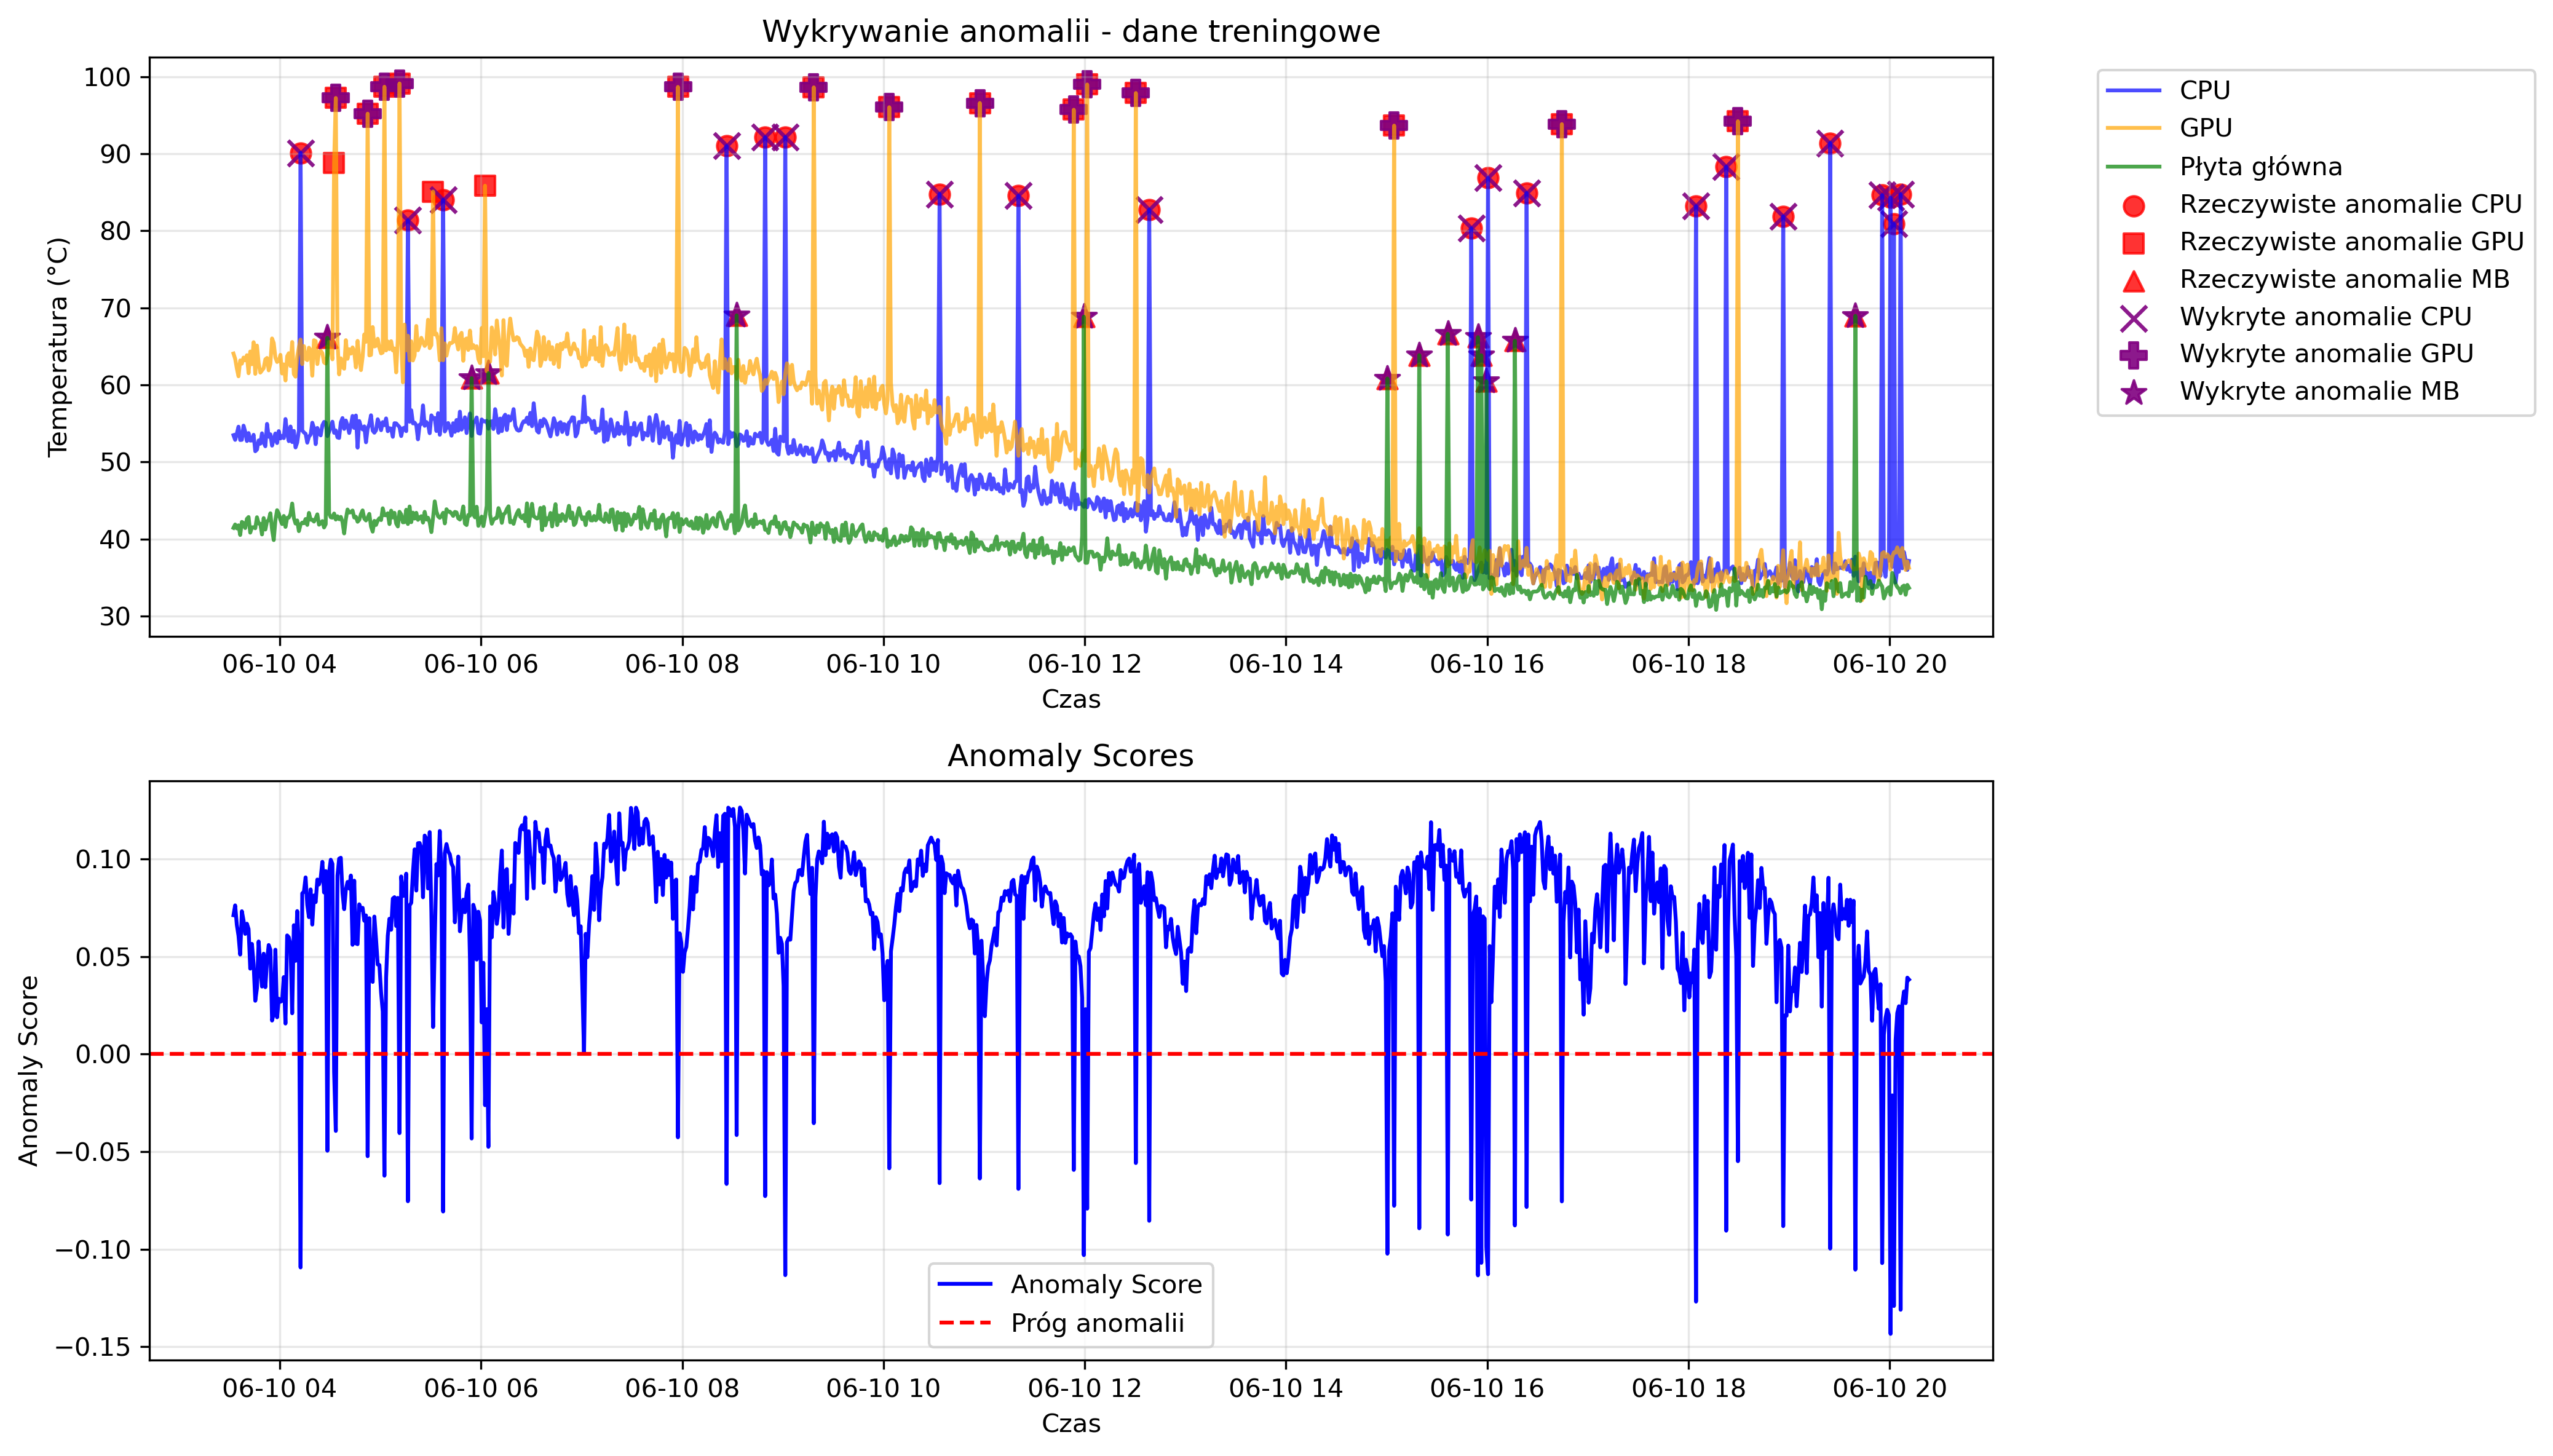 Wykrywanie anomalii - dane treningowe
Temperatura (°C)
100
90
80
70
60
50
40
30
06-10 04
06-10 06
06-10 08
06-10 10
06-10 12
06-10 14
06-10 16
06-10 18
06-10 20
Czas
CPU
GPU
Płyta główna
Rzeczywiste anomalie CPU
Rzeczywiste anomalie GPU
Rzeczywiste anomalie MB
Wykryte anomalie CPU
Wykryte anomalie GPU
Wykryte anomalie MB
Anomaly Scores
Anomaly Score
0.10
0.05
0.00
−0.05
−0.10
−0.15
Anomaly Score
Próg anomalii
06-10 04
06-10 06
06-10 08
06-10 10
06-10 12
06-10 14
06-10 16
06-10 18
06-10 20
Czas